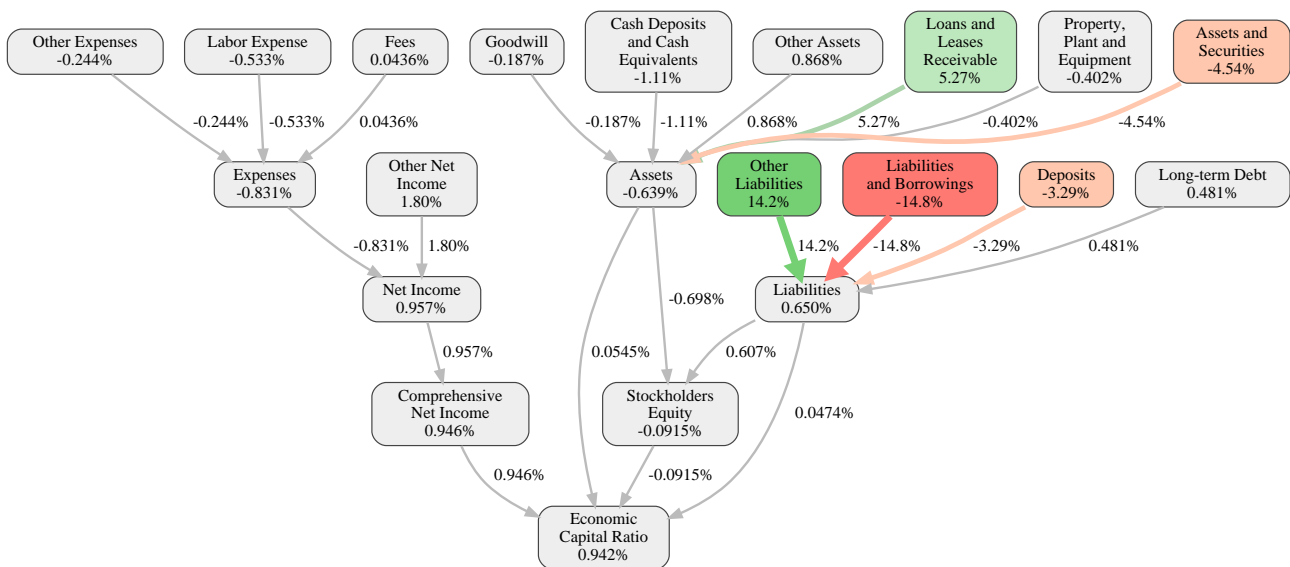 Other Expenses
-0.244%
Labor Expense
-0.533%
Fees
0.0436%
Goodwill
-0.187%
Cash Deposits
and Cash
Equivalents
-1.11%
Other Assets
0.868%
Loans and
Leases
Receivable
5.27%
Property,
Plant and
Equipment
-0.402%
Assets and
Securities
-4.54%
-0.244%
-0.533%
0.0436%
-0.187%
-1.11%
0.868%
5.27%
-0.402%
-4.54%
Expenses
-0.831%
Other Net
Income
1.80%
Assets
-0.639%
Other
Liabilities
14.2%
Liabilities
and Borrowings
-14.8%
Deposits
-3.29%
Long-term Debt
0.481%
-0.831%
1.80%
14.2%
-14.8%
-3.29%
0.481%
Net Income
0.957%
-0.698%
Liabilities
0.650%
0.957%
0.0545%
0.607%
Comprehensive
Net Income
0.946%
Stockholders
Equity
-0.0915%
0.0474%
0.946%
-0.0915%
Economic
Capital Ratio
0.942%